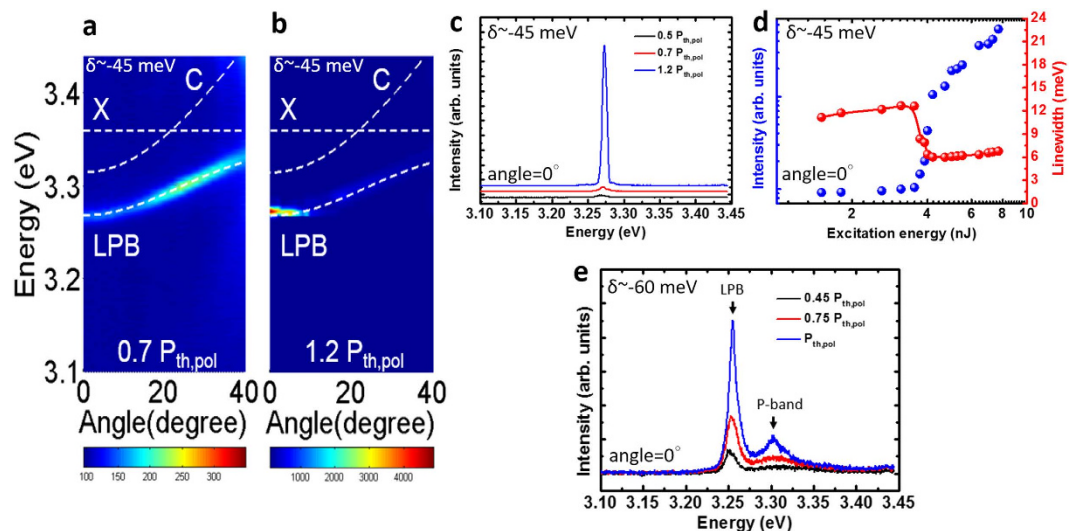 a
δ~-45 meV
C
X
LPB
0.7 P_th,pol
3.4
3.3
3.2
3.1
Energy (eV)
0 20 40
Angle(degree)
100 150 200 250 300
b
δ~-45 meV
C
X
LPB
1.2 P_th,pol
0 20 40
Angle(degree)
1000 2000 3000 4000
c
δ~-45 meV
0.5 P_th,pol
0.7 P_th,pol
1.2 P_th,pol
angle=0°
Intensity (arb. units)
3.10 3.15 3.20 3.25 3.30 3.35 3.40 3.45
Energy (eV)
d
δ~-45 meV
angle=0°
Intensity (arb. units)
24
21
18
15
12
9
6
3
0
Linewidth (meV)
2 4 6 8 10
Excitation energy (nJ)
e
δ~-60 meV
LPB
P-band
0.45 P_th,pol
0.75 P_th,pol
P_th,pol
angle=0°
Intensity (arb. units)
3.10 3.15 3.20 3.25 3.30 3.35 3.40 3.45
Energy (eV)